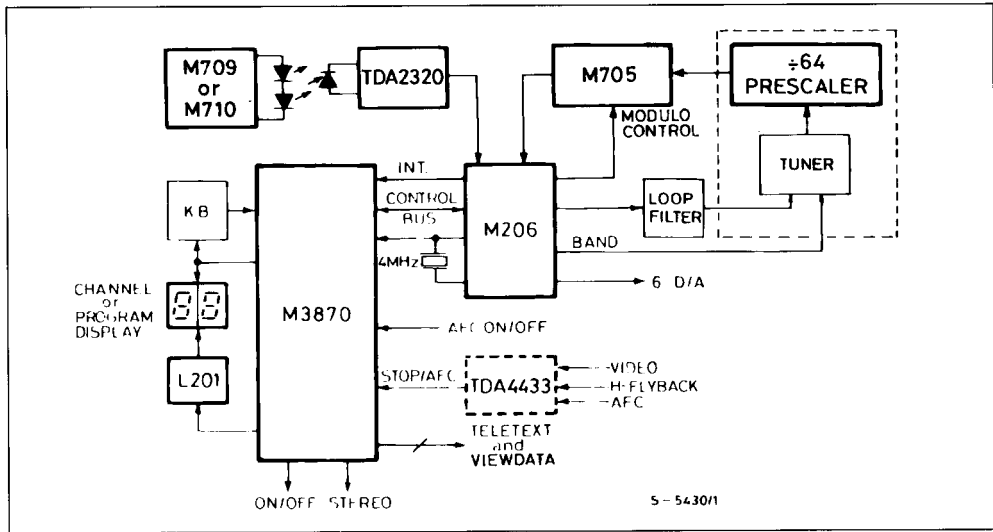 M709
or
M710
TDA2320
M705
÷64
PRESCALER
MODULO
CONTROL
TUNER
INT.
CONTROL
BUS
KB
M206
LOOP
FILTER
BAND
4MHz
6 D/A
CHANNEL
or
PROGRAM
DISPLAY
88
M3870
AFC ON/OFF
L201
STOP/AFC
TDA4433
VIDEO
H-FLYBACK
AFC
TELETEXT
and
VIEWDATA
ON/OFF STEREO
S-5430/1